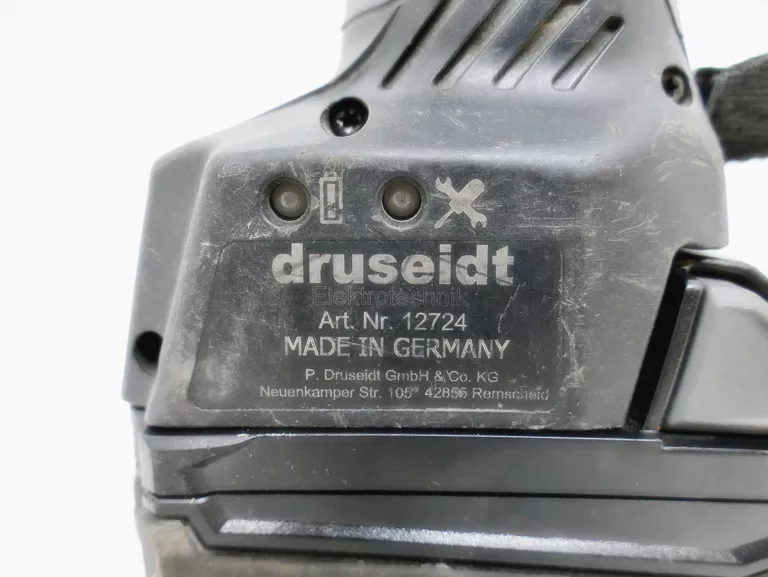 druseidt
Elektrotechnik
Art. Nr. 12724
MADE IN GERMANY
P. Druseidt GmbH & Co. KG
Neuenkamper Str. 105 42855 Remscheid